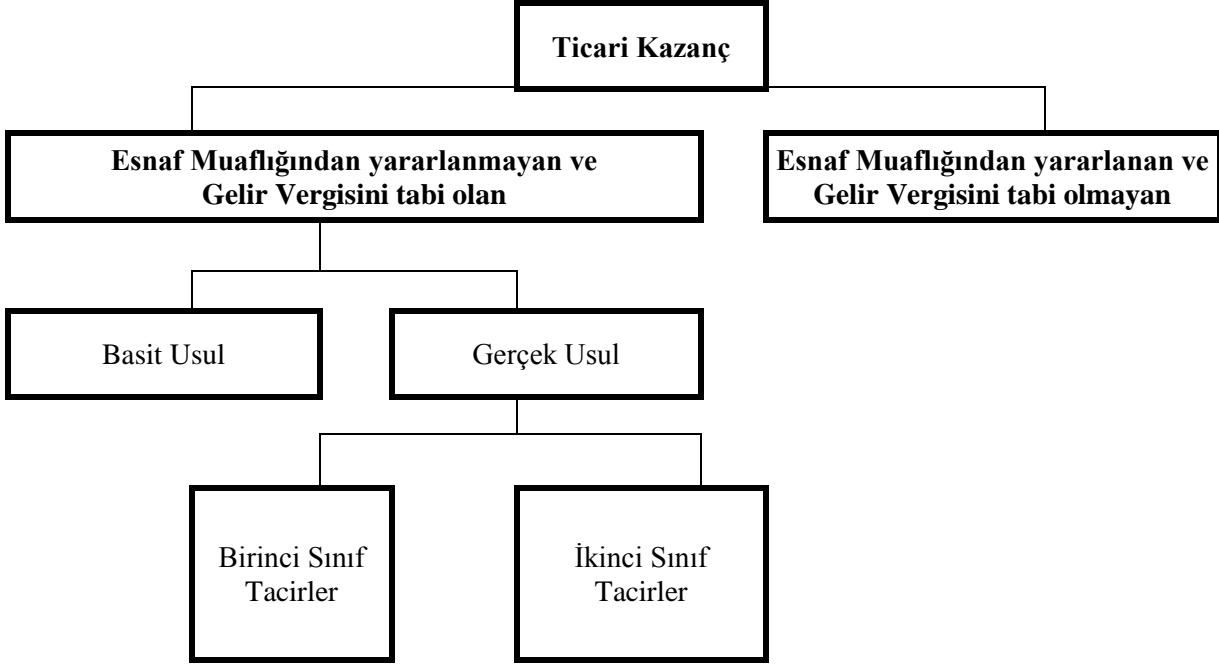 Ticari Kazanç
Esnaf Muaflığından yararlanmayan ve
Gelir Vergisini tabi olan
Esnaf Muaflığından yararlanan ve
Gelir Vergisini tabi olmayan
Basit Usul
Gerçek Usul
Birinci Sınıf
Tacirler
İkinci Sınıf
Tacirler